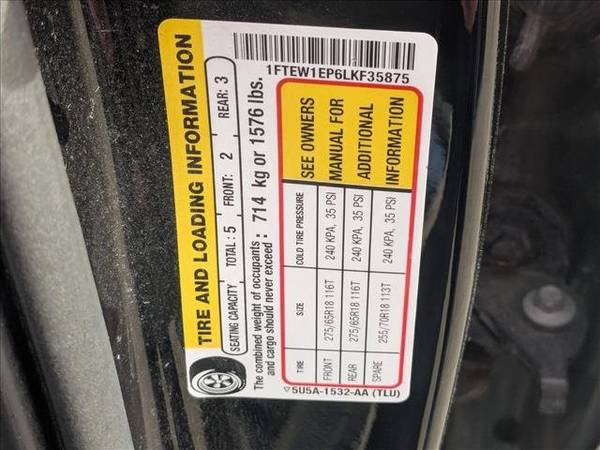 1FTEW1EP6LKF35875
TIRE AND LOADING INFORMATION
SEATING CAPACITY TOTAL : 5 FRONT: 2 REAR: 3
The combined weight of occupants
and cargo should never exceed : 714 kg or 1576 lbs.
TIRE SIZE COLD TIRE PRESSURE
FRONT 275/65R18 116T 240 KPA, 35 PSI
REAR 275/65R18 116T 240 KPA, 35 PSI
SPARE 255/70R18 113T 240 KPA, 35 PSI
SEE OWNERS
MANUAL FOR
ADDITIONAL
INFORMATION
▽5U5A-1532-AA (TLU)